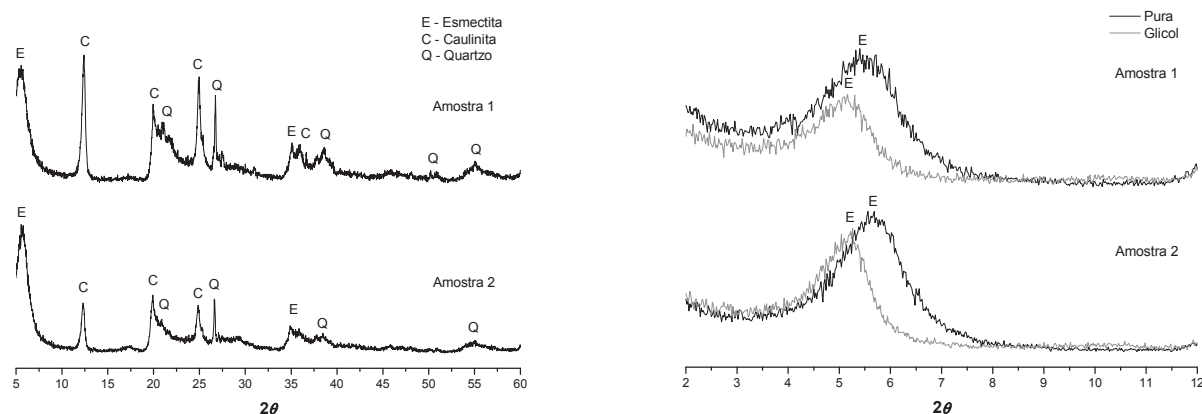 E - Esmectita
C - Caulinita
Q - Quartzo
E
C
C
Q
C
Q
Amostra 1
E
C
Q
Q
Q
E
C
C
Q
C
Q
Amostra 2
E
Q
Q
5 10 15 20 25 30 35 40 45 50 55 60
2θ
Pura
Glicol
E
E
Amostra 1
E
E
Amostra 2
2 3 4 5 6 7 8 9 10 11 12
2θ